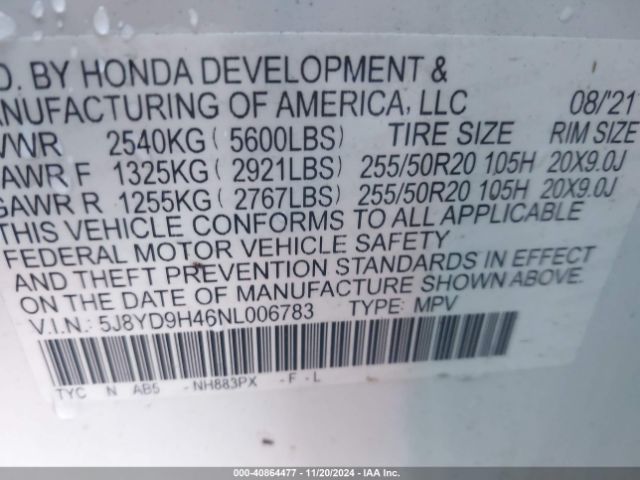 D. BY HONDA DEVELOPMENT &
ANUFACTURING OF AMERICA, LLC 08/'21
VWR 2540KG ( 5600LBS) TIRE SIZE RIM SIZE
AWR F 1325KG ( 2921LBS) 255/50R20 105H 20X9.0J
GAWR R 1255KG ( 2767LBS) 255/50R20 105H 20X9.0J
THIS VEHICLE CONFORMS TO ALL APPLICABLE
FEDERAL MOTOR VEHICLE SAFETY
AND THEFT PREVENTION STANDARDS IN EFFECT
ON THE DATE OF MANUFACTURE SHOWN ABOVE.
V.I.N.: 5J8YD9H46NL006783 TYPE: MPV
TYC N AB5 -NH883PX - F - L
000-40864477 - 11/20/2024 - IAA Inc.